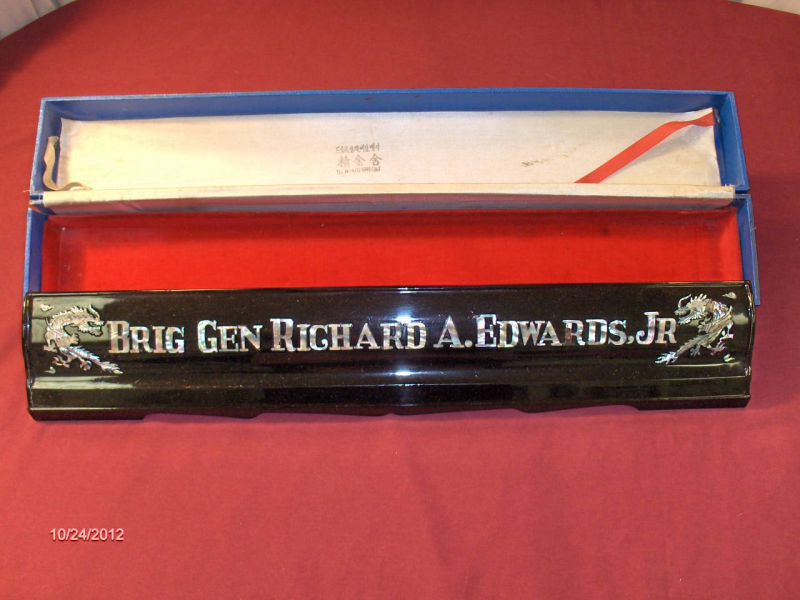 BRIG GEN RICHARD A. EDWARDS, JR
10/24/2012